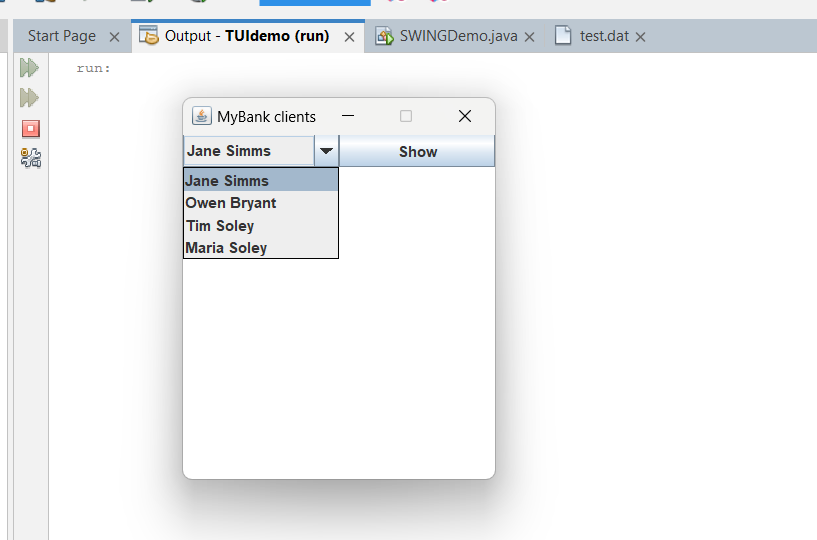 Start Page
Output - TUIdemo (run)
SWINGDemo.java
test.dat
run:
MyBank clients
Jane Simms
Show
Jane Simms
Owen Bryant
Tim Soley
Maria Soley